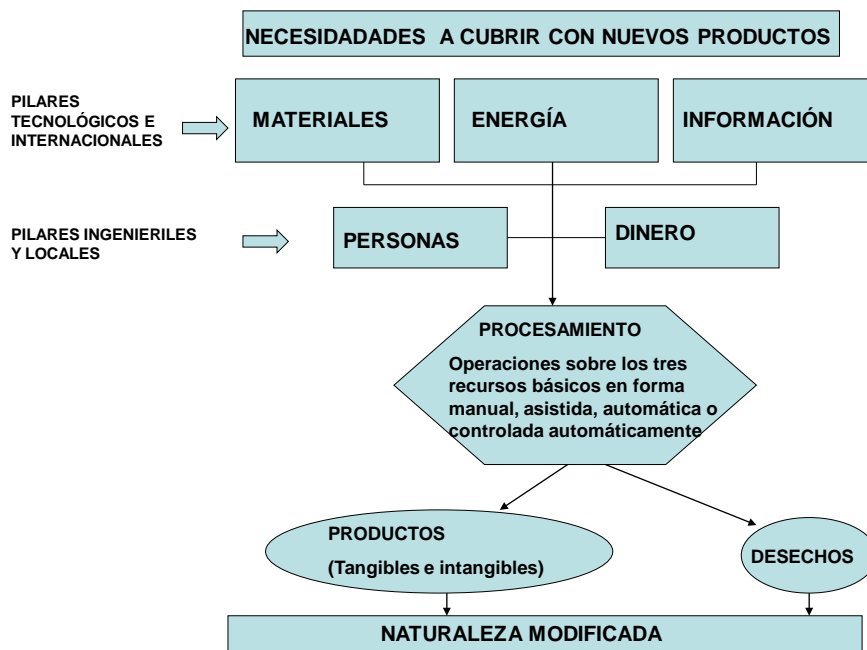 NECESIDADADES A CUBRIR CON NUEVOS PRODUCTOS
PILARES
TECNOLÓGICOS E
INTERNACIONALES
MATERIALES
ENERGÍA
INFORMACIÓN
PILARES INGENIERILES
Y LOCALES
PERSONAS
DINERO
PROCESAMIENTO
Operaciones sobre los tres
recursos básicos en forma
manual, asistida, automática o
controlada automáticamente
PRODUCTOS
(Tangibles e intangibles)
DESECHOS
NATURALEZA MODIFICADA